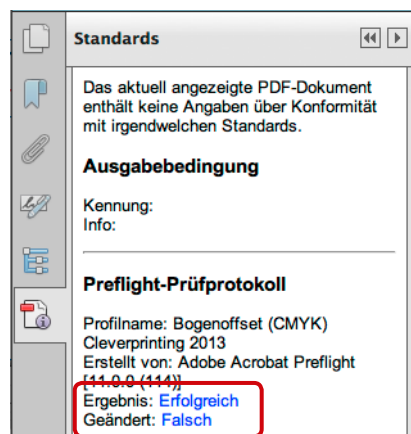 Standards
Das aktuell angezeigte PDF-Dokument
enthält keine Angaben über Konformität
mit irgendwelchen Standards.
Ausgabebedingung
Kennung:
Info:
Preflight-Prüfprotokoll
Profilname: Bogenoffset (CMYK)
Cleverprinting 2013
Erstellt von: Adobe Acrobat Preflight
[11.0.0 (114)]
Ergebnis: Erfolgreich
Geändert: Falsch